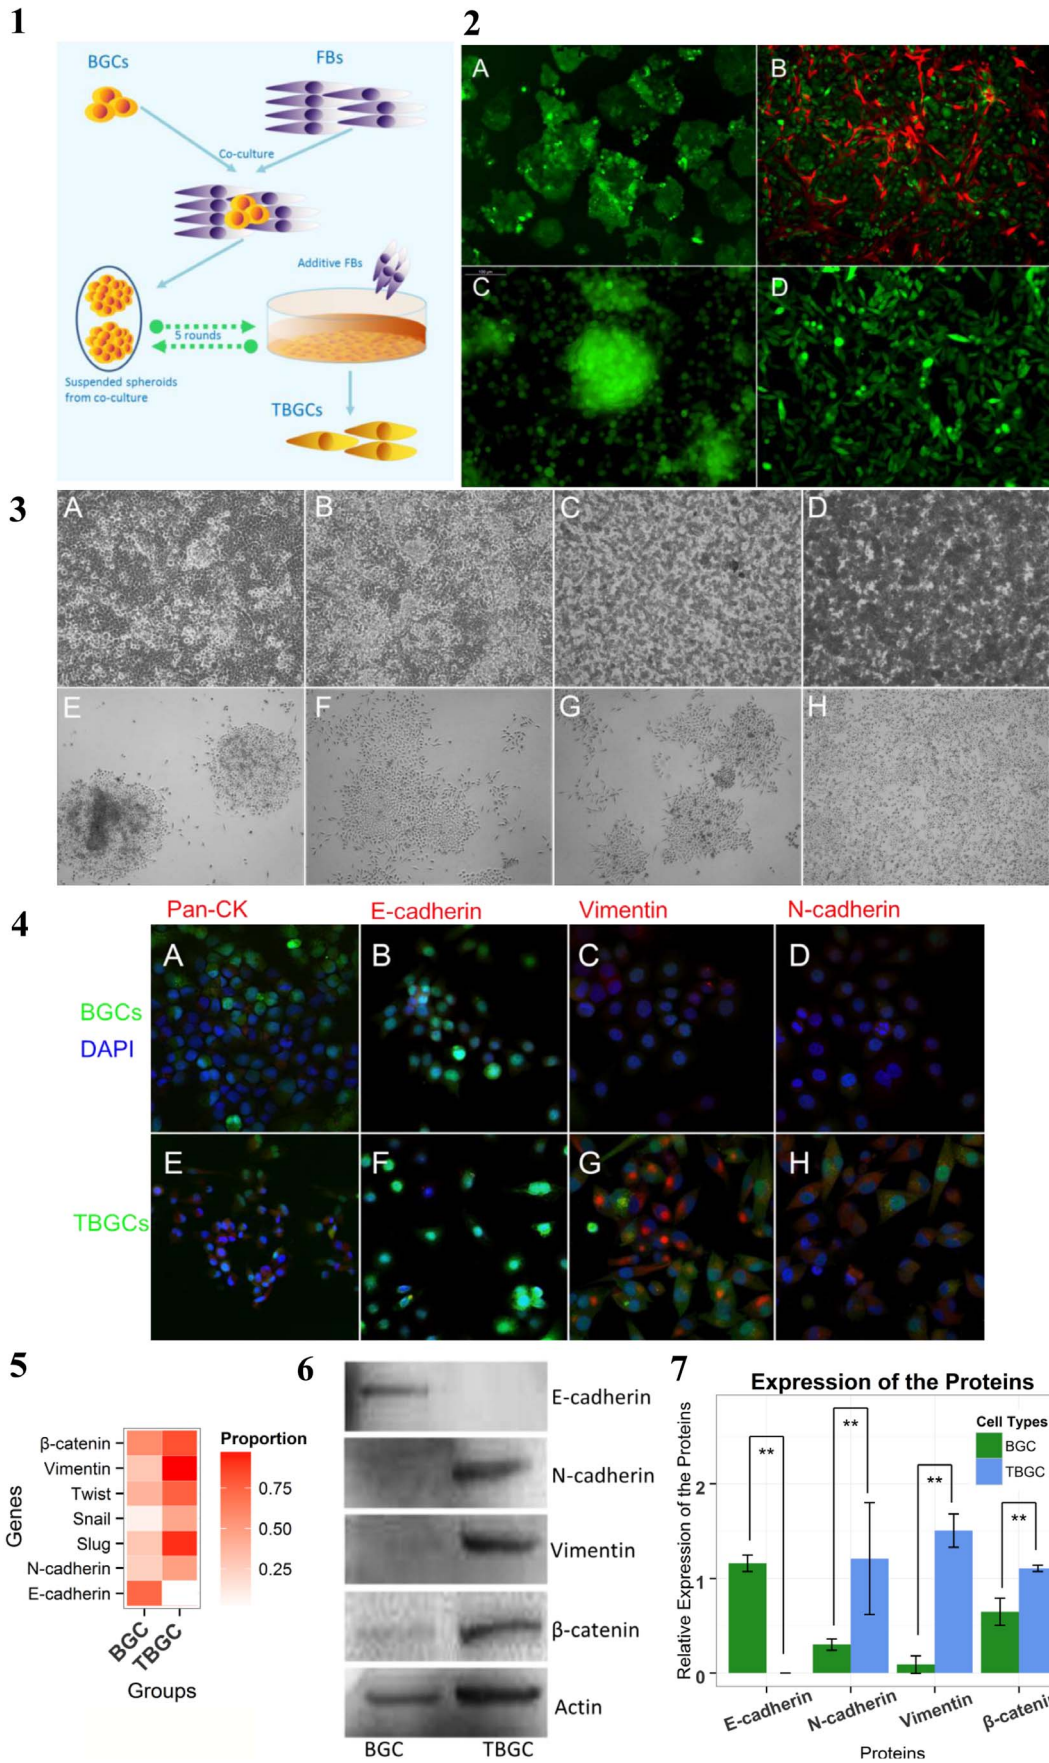 1
BGCs
FBs
Co-culture
Additive FBs
5 rounds
Suspended spheroids
from co-culture
TBGCs
2
A
B
C
D
3
A
B
C
D
E
F
G
H
4
Pan-CK
E-cadherin
Vimentin
N-cadherin
BGCs
DAPI
A
B
C
D
TBGCs
E
F
G
H
5
Genes
β-catenin
Vimentin
Twist
Snail
Slug
N-cadherin
E-cadherin
BGC
TBGC
Groups
Proportion
0.75
0.50
0.25
6
E-cadherin
N-cadherin
Vimentin
β-catenin
Actin
BGC
TBGC
7
Expression of the Proteins
Relative Expression of the Proteins
2
1
0
**
**
**
**
Cell Types
BGC
TBGC
E-cadherin
N-cadherin
Vimentin
β-catenin
Proteins